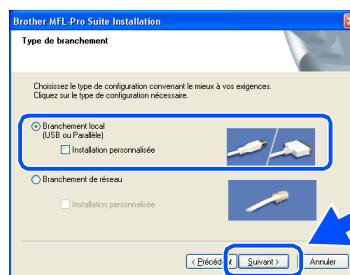 Brother MFL-Pro Suite Installation
Type de branchement
Choisissez le type de configuration convenant le mieux à vos exigences.
Cliquez sur le type de configuration nécessaire.
Branchement local
(USB ou Parallèle)
Installation personnalisée
Branchement de réseau
Installation personnalisée
< Précédent
Suivant >
Annuler